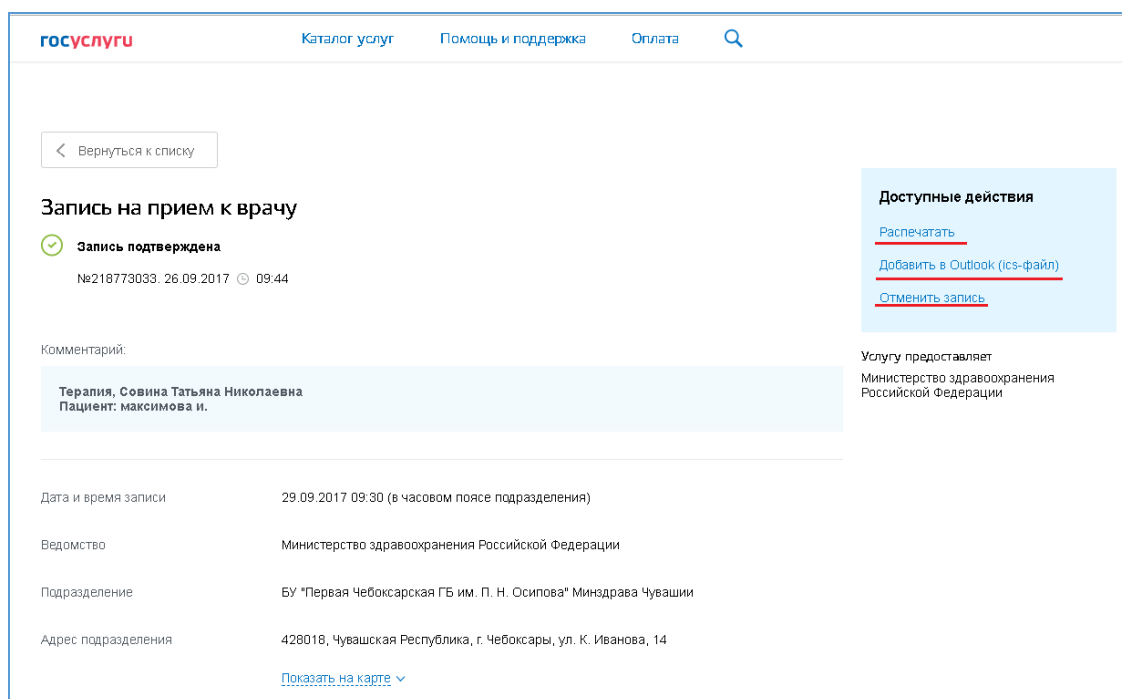 госуслуги
Каталог услуг
Помощь и поддержка
Оплата
Вернуться к списку
Запись на прием к врачу
Запись подтверждена
№218773033. 26.09.2017 09:44
Комментарий:
Терапия, Совина Татьяна Николаевна
Пациент: максимова и.
Дата и время записи
29.09.2017 09:30 (в часовом поясе подразделения)
Ведомство
Министерство здравоохранения Российской Федерации
Подразделение
БУ "Первая Чебоксарская ГБ им. П. Н. Осипова" Минздрава Чувашии
Адрес подразделения
428018, Чувашская Республика, г. Чебоксары, ул. К. Иванова, 14
Показать на карте
Доступные действия
Распечатать
Добавить в Outlook (ics-файл)
Отменить запись
Услугу предоставляет
Министерство здравоохранения
Российской Федерации